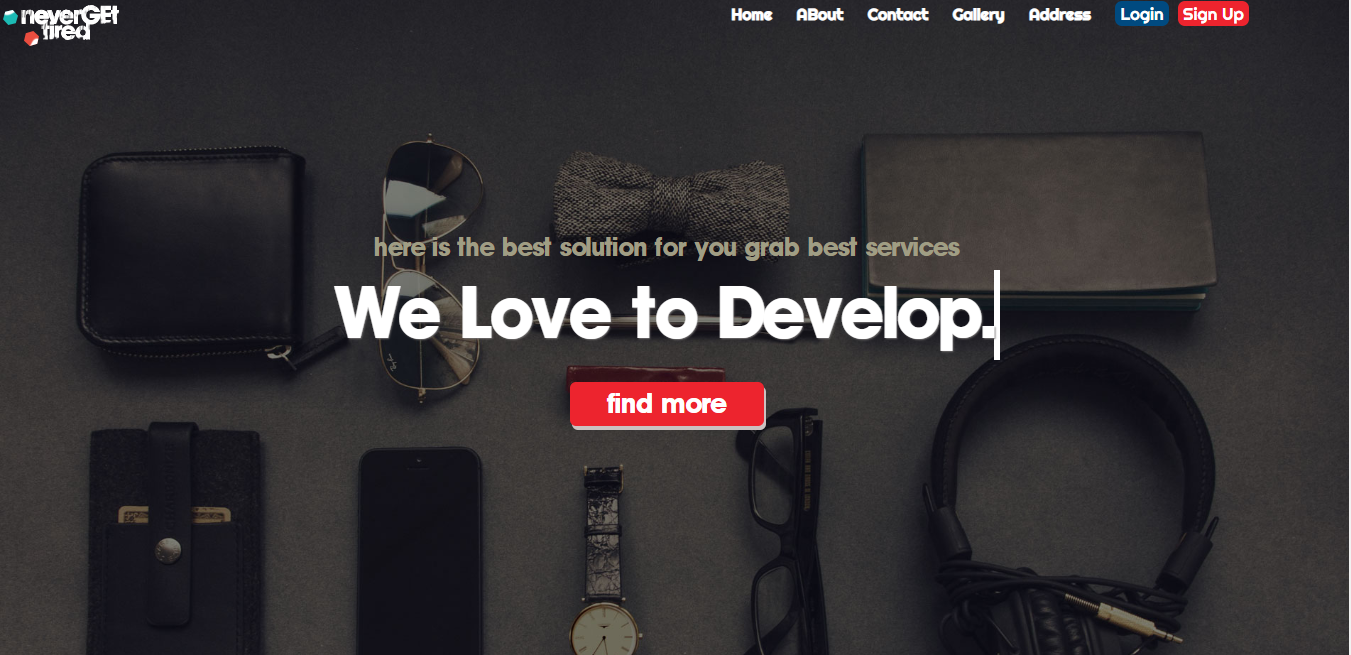 neverGEt
tired
Home ABout Contact Gallery Address Login Sign Up
here is the best solution for you grab best services
We Love to Develop.
find more